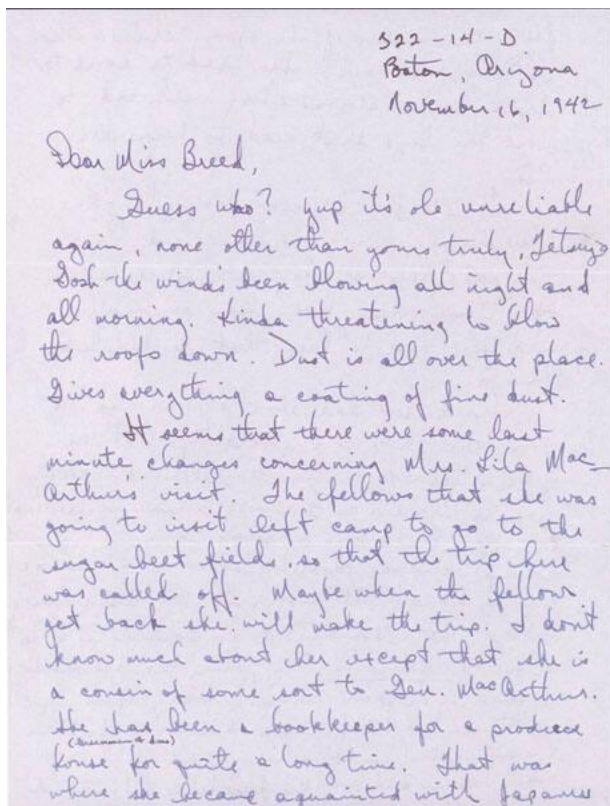 322-14-D
Poston, Arizona
November 16, 1942
Dear Miss Breed,
Guess who? Yup it's ole unreliable
again, none other than yours truly, Tetsuzo
Gosh the wind's been blowing all night and
all morning. Kinda threatening to blow
the roofs down. Dust is all over the place.
Gives everything a coating of fine dust.
It seems that there were some last
minute changes concerning Mrs. Lila Mac-
Arthur's visit. The fellows that she was
going to visit left camp to go to the
sugar beet fields, so that the trip here
was called off. Maybe when the fellows
get back she will make the trip. I don't
know much about her except that she is
a cousin of some sort to Gen. MacArthur.
She has been a bookkeeper for a produce
house for quite a long time. That was
where she became aquainted with Japanese